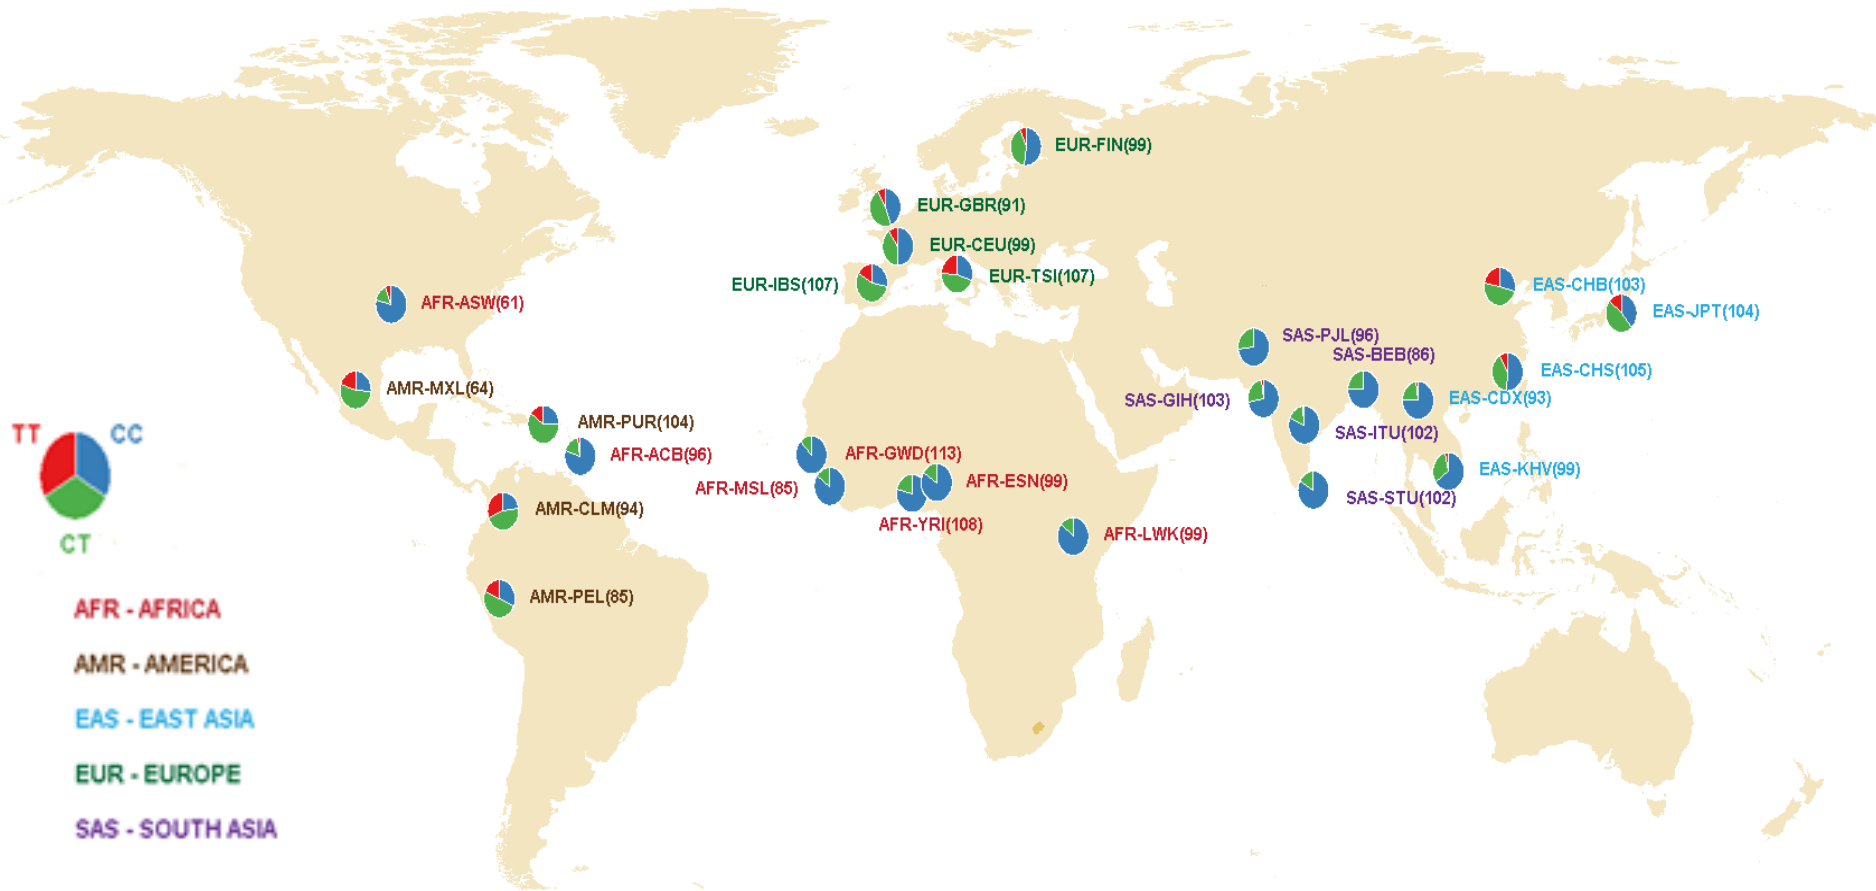 EUR-FIN(99)
EUR-GBR(91)
EUR-CEU(99)
EUR-TSI(107)
EUR-IBS(107)
EAS-CHB(103)
AFR-ASW(61)
EAS-JPT(104)
SAS-PJL(96)
SAS-BEB(86)
EAS-CHS(105)
AMR-MXL(64)
SAS-GIH(103)
EAS-CDX(93)
AMR-PUR(104)
SAS-ITU(102)
TT
CC
AFR-ACB(96)
AFR-GWD(113)
EAS-KHV(99)
AFR-MSL(85)
AFR-ESN(99)
SAS-STU(102)
AMR-CLM(94)
AFR-YRI(108)
AFR-LWK(99)
CT
AMR-PEL(85)
AFR - AFRICA
AMR - AMERICA
EAS - EAST ASIA
EUR - EUROPE
SAS - SOUTH ASIA